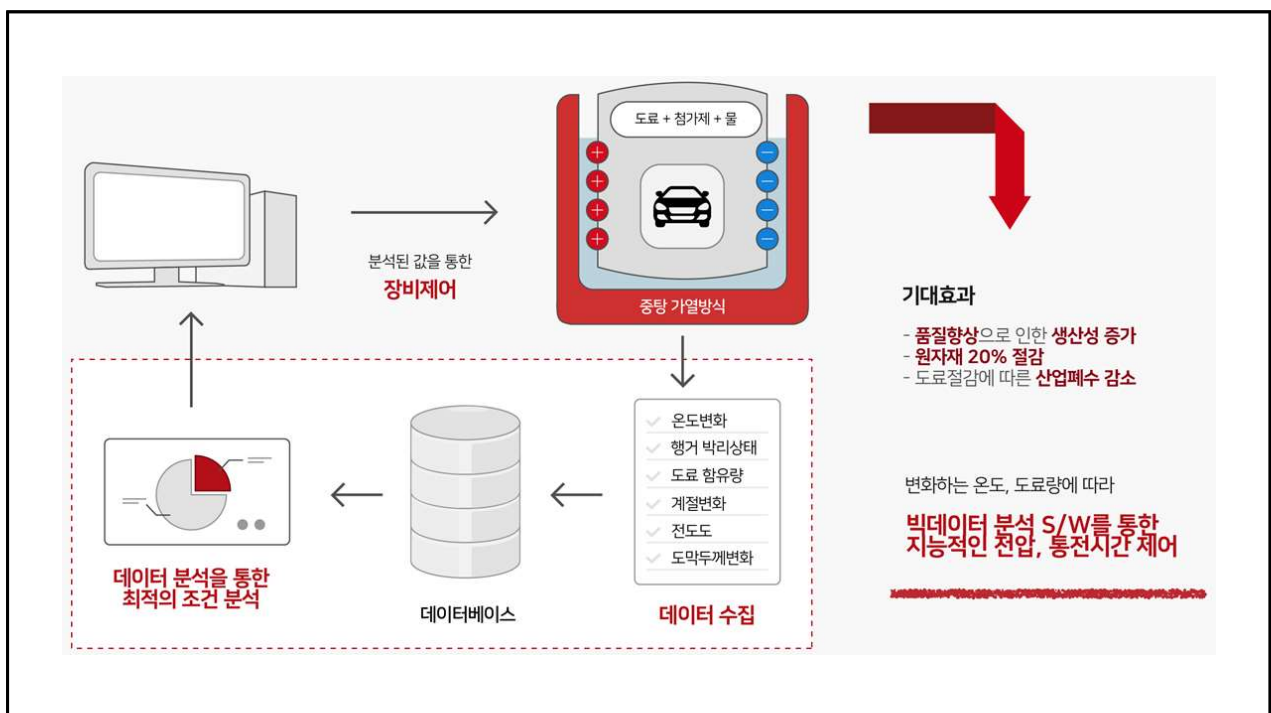 도료 + 첨가제 + 물
중탕 가열방식
분석된 값을 통한
장비제어
온도변화
행거 박리상태
도료 함유량
계절변화
전도도
도막두께변화
데이터 수집
데이터베이스
데이터 분석을 통한
최적의 조건 분석
기대효과
- 품질향상으로 인한 생산성 증가
- 원자재 20% 절감
- 도료절감에 따른 산업폐수 감소
변화하는 온도, 도료량에 따라
빅데이터 분석 S/W를 통한
지능적인 전압, 통전시간 제어